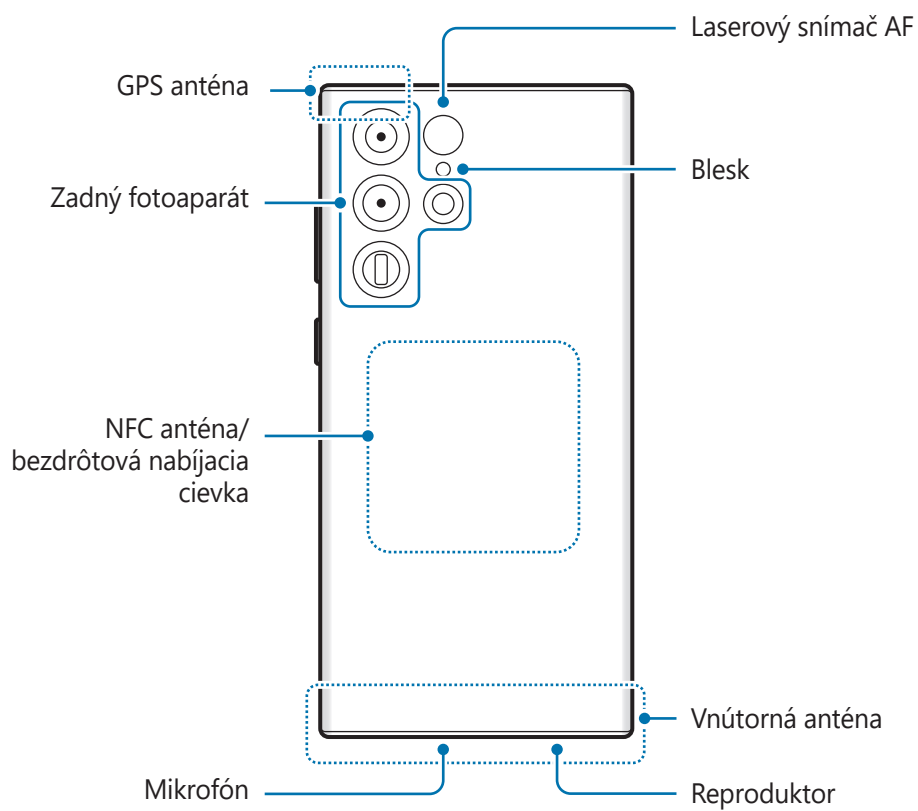 Laserový snímač AF
GPS anténa
Blesk
Zadný fotoaparát
NFC anténa/
bezdrôtová nabíjacia
cievka
Vnútorná anténa
Mikrofón
Reproduktor